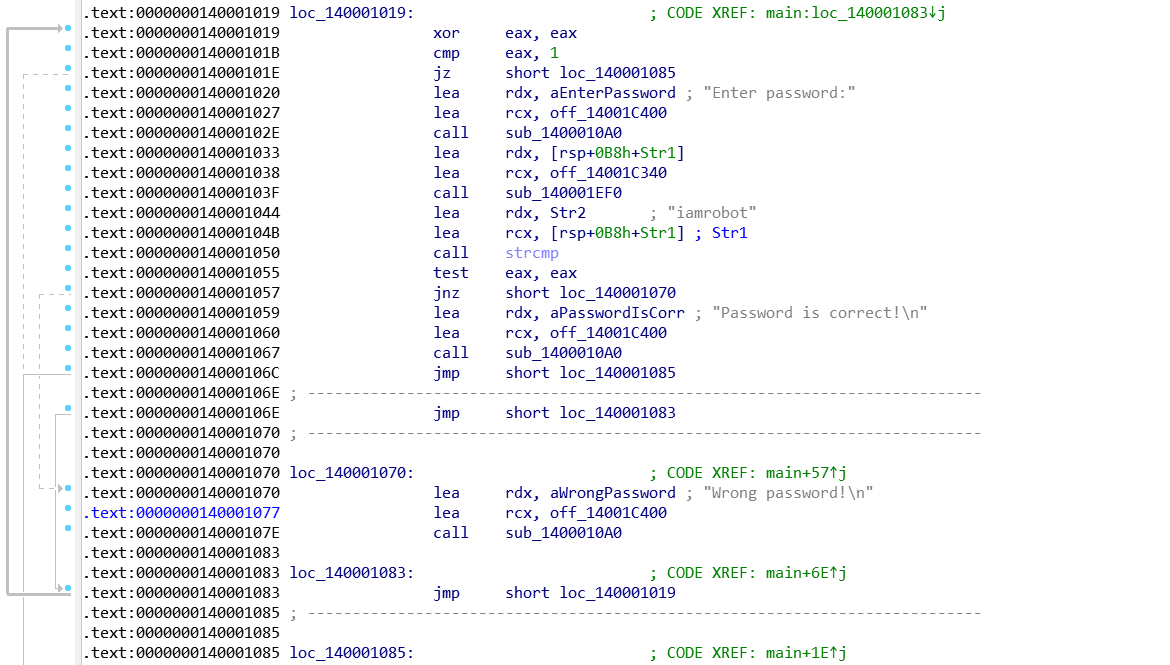 .text:0000000140001019 loc_140001019: ; CODE XREF: main:loc_140001083↓j
.text:0000000140001019 xor eax, eax
.text:000000014000101B cmp eax, 1
.text:000000014000101E jz short loc_140001085
.text:0000000140001020 lea rdx, aEnterPassword ; "Enter password:"
.text:0000000140001027 lea rcx, off_14001C400
.text:000000014000102E call sub_1400010A0
.text:0000000140001033 lea rdx, [rsp+0B8h+Str1]
.text:0000000140001038 lea rcx, off_14001C340
.text:000000014000103F call sub_140001EF0
.text:0000000140001044 lea rdx, Str2 ; "iamrobot"
.text:000000014000104B lea rcx, [rsp+0B8h+Str1] ; Str1
.text:0000000140001050 call strcmp
.text:0000000140001055 test eax, eax
.text:0000000140001057 jnz short loc_140001070
.text:0000000140001059 lea rdx, aPasswordIsCorr ; "Password is correct!\n"
.text:0000000140001060 lea rcx, off_14001C400
.text:0000000140001067 call sub_1400010A0
.text:000000014000106C jmp short loc_140001085
.text:000000014000106E ; ---------------------------------------------------------------------------
.text:000000014000106E jmp short loc_140001083
.text:0000000140001070 ; ---------------------------------------------------------------------------
.text:0000000140001070
.text:0000000140001070 loc_140001070: ; CODE XREF: main+57↑j
.text:0000000140001070 lea rdx, aWrongPassword ; "Wrong password!\n"
.text:0000000140001077 lea rcx, off_14001C400
.text:000000014000107E call sub_1400010A0
.text:0000000140001083
.text:0000000140001083 loc_140001083: ; CODE XREF: main+6E↑j
.text:0000000140001083 jmp short loc_140001019
.text:0000000140001085 ; ---------------------------------------------------------------------------
.text:0000000140001085
.text:0000000140001085 loc_140001085: ; CODE XREF: main+1E↑j